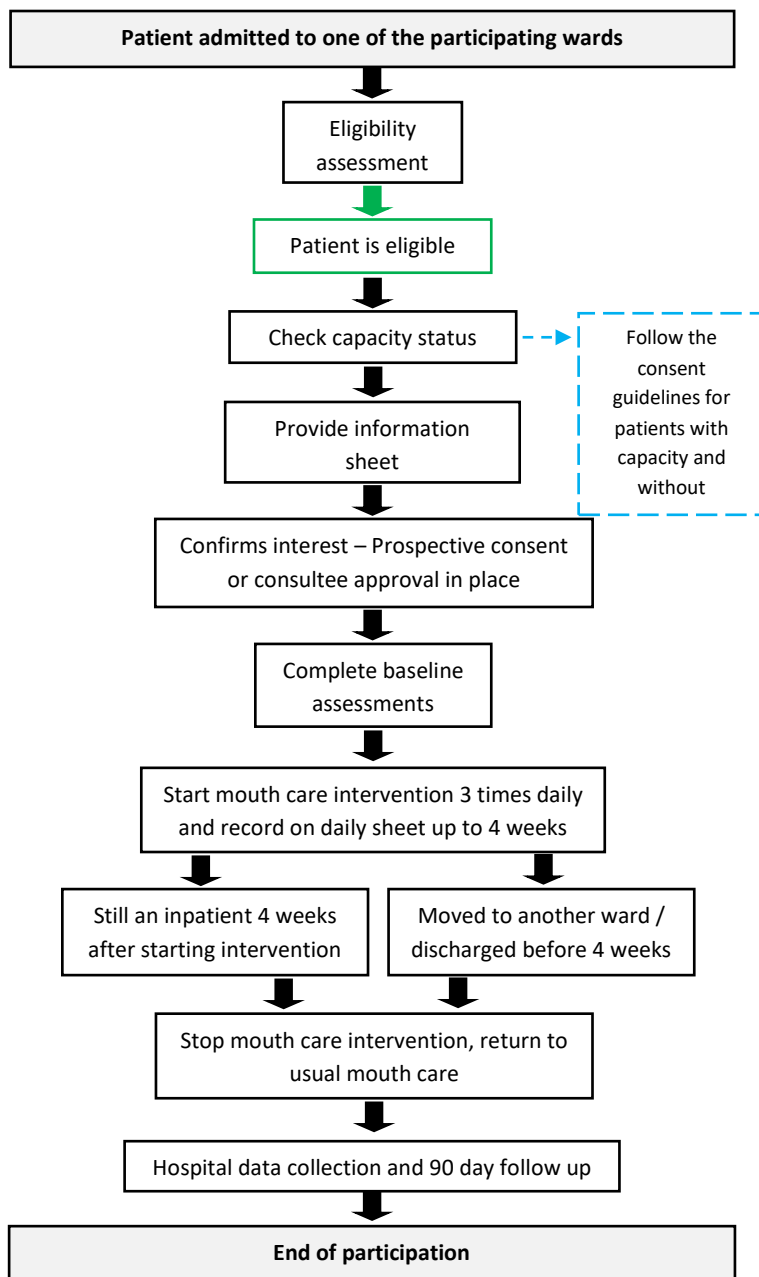 Patient admitted to one of the participating wards
Eligibility
assessment
Patient is eligible
Check capacity status
Follow the
consent
guidelines for
patients with
capacity and
without
Provide information
sheet
Confirms interest – Prospective consent
or consultee approval in place
Complete baseline
assessments
Start mouth care intervention 3 times daily
and record on daily sheet up to 4 weeks
Still an inpatient 4 weeks
after starting intervention
Moved to another ward /
discharged before 4 weeks
Stop mouth care intervention, return to
usual mouth care
Hospital data collection and 90 day follow up
End of participation